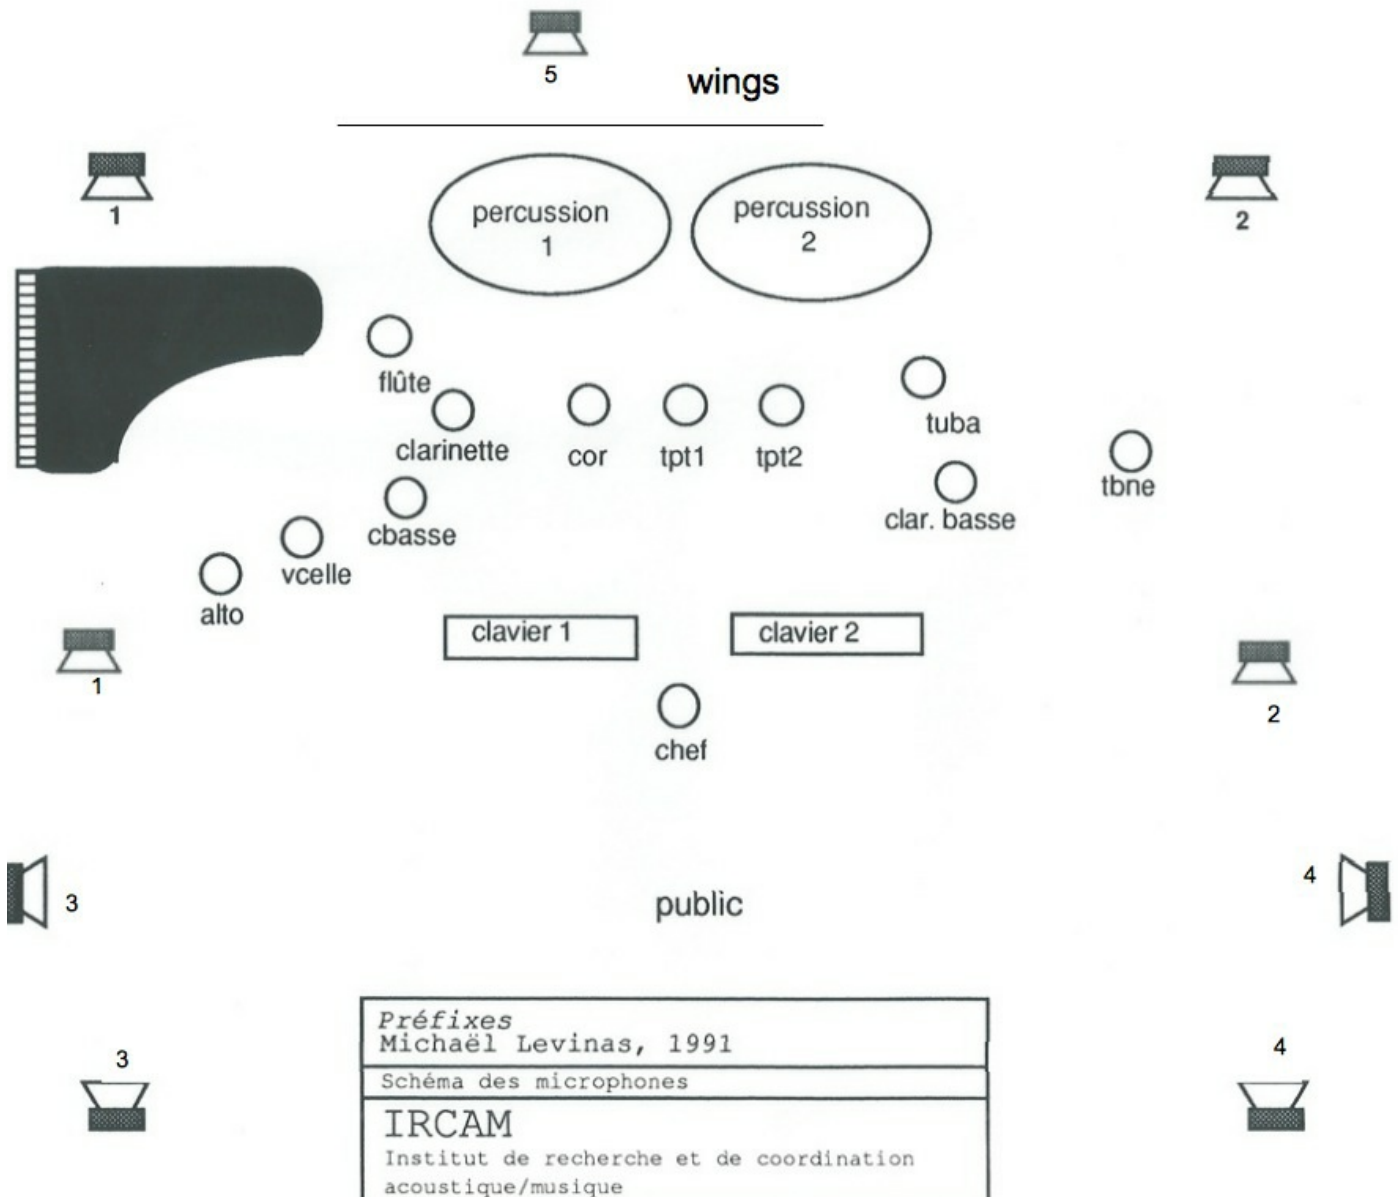 5
wings
1
2
percussion
1
percussion
2
flûte
clarinette
cor
tpt1
tpt2
tuba
tbne
clar. basse
cbasse
vcelle
alto
clavier 1
clavier 2
1
2
chef
3
4
public
3
4
Préfixes
Michaël Levinas, 1991
Schéma des microphones
IRCAM
Institut de recherche et de coordination
acoustique/musique